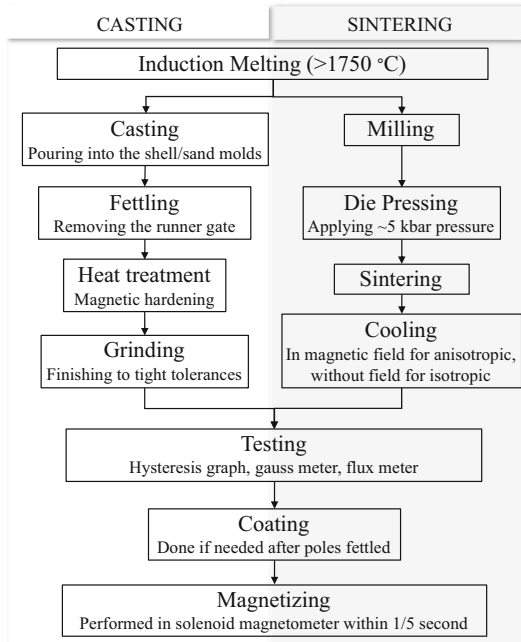 CASTING
SINTERING
Induction Melting (>1750 °C)
Casting
Pouring into the shell/sand molds
Milling
Fettling
Removing the runner gate
Die Pressing
Applying ~5 kbar pressure
Heat treatment
Magnetic hardening
Sintering
Grinding
Finishing to tight tolerances
Cooling
In magnetic field for anisotropic,
without field for isotropic
Testing
Hysteresis graph, gauss meter, flux meter
Coating
Done if needed after poles fettled
Magnetizing
Performed in solenoid magnetometer within 1/5 second